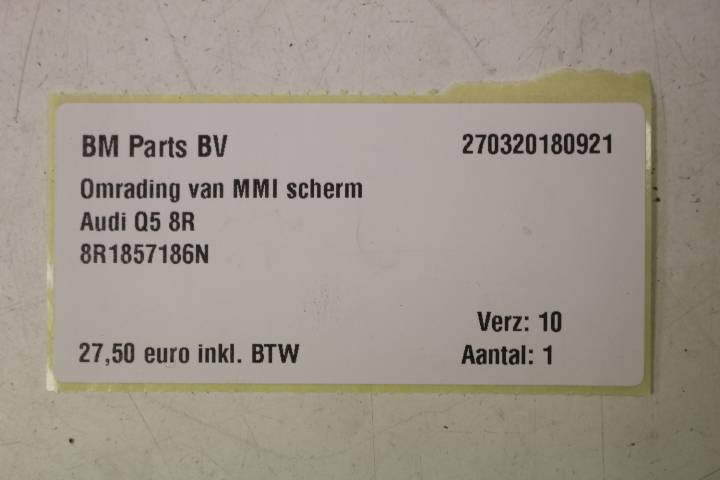 BM Parts BV 270320180921
Omrading van MMI scherm
Audi Q5 8R
8R1857186N
Verz: 10
27,50 euro inkl. BTW Aantal: 1